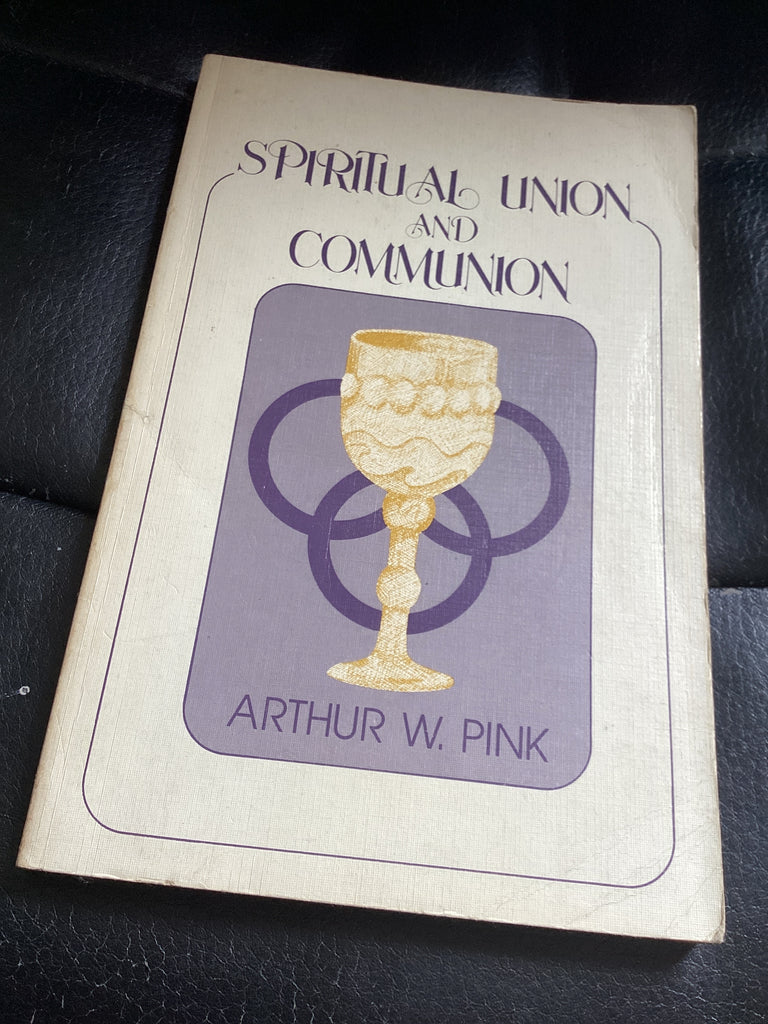 SPIRITUAL UNION
AND
COMMUNION
ARTHUR W. PINK